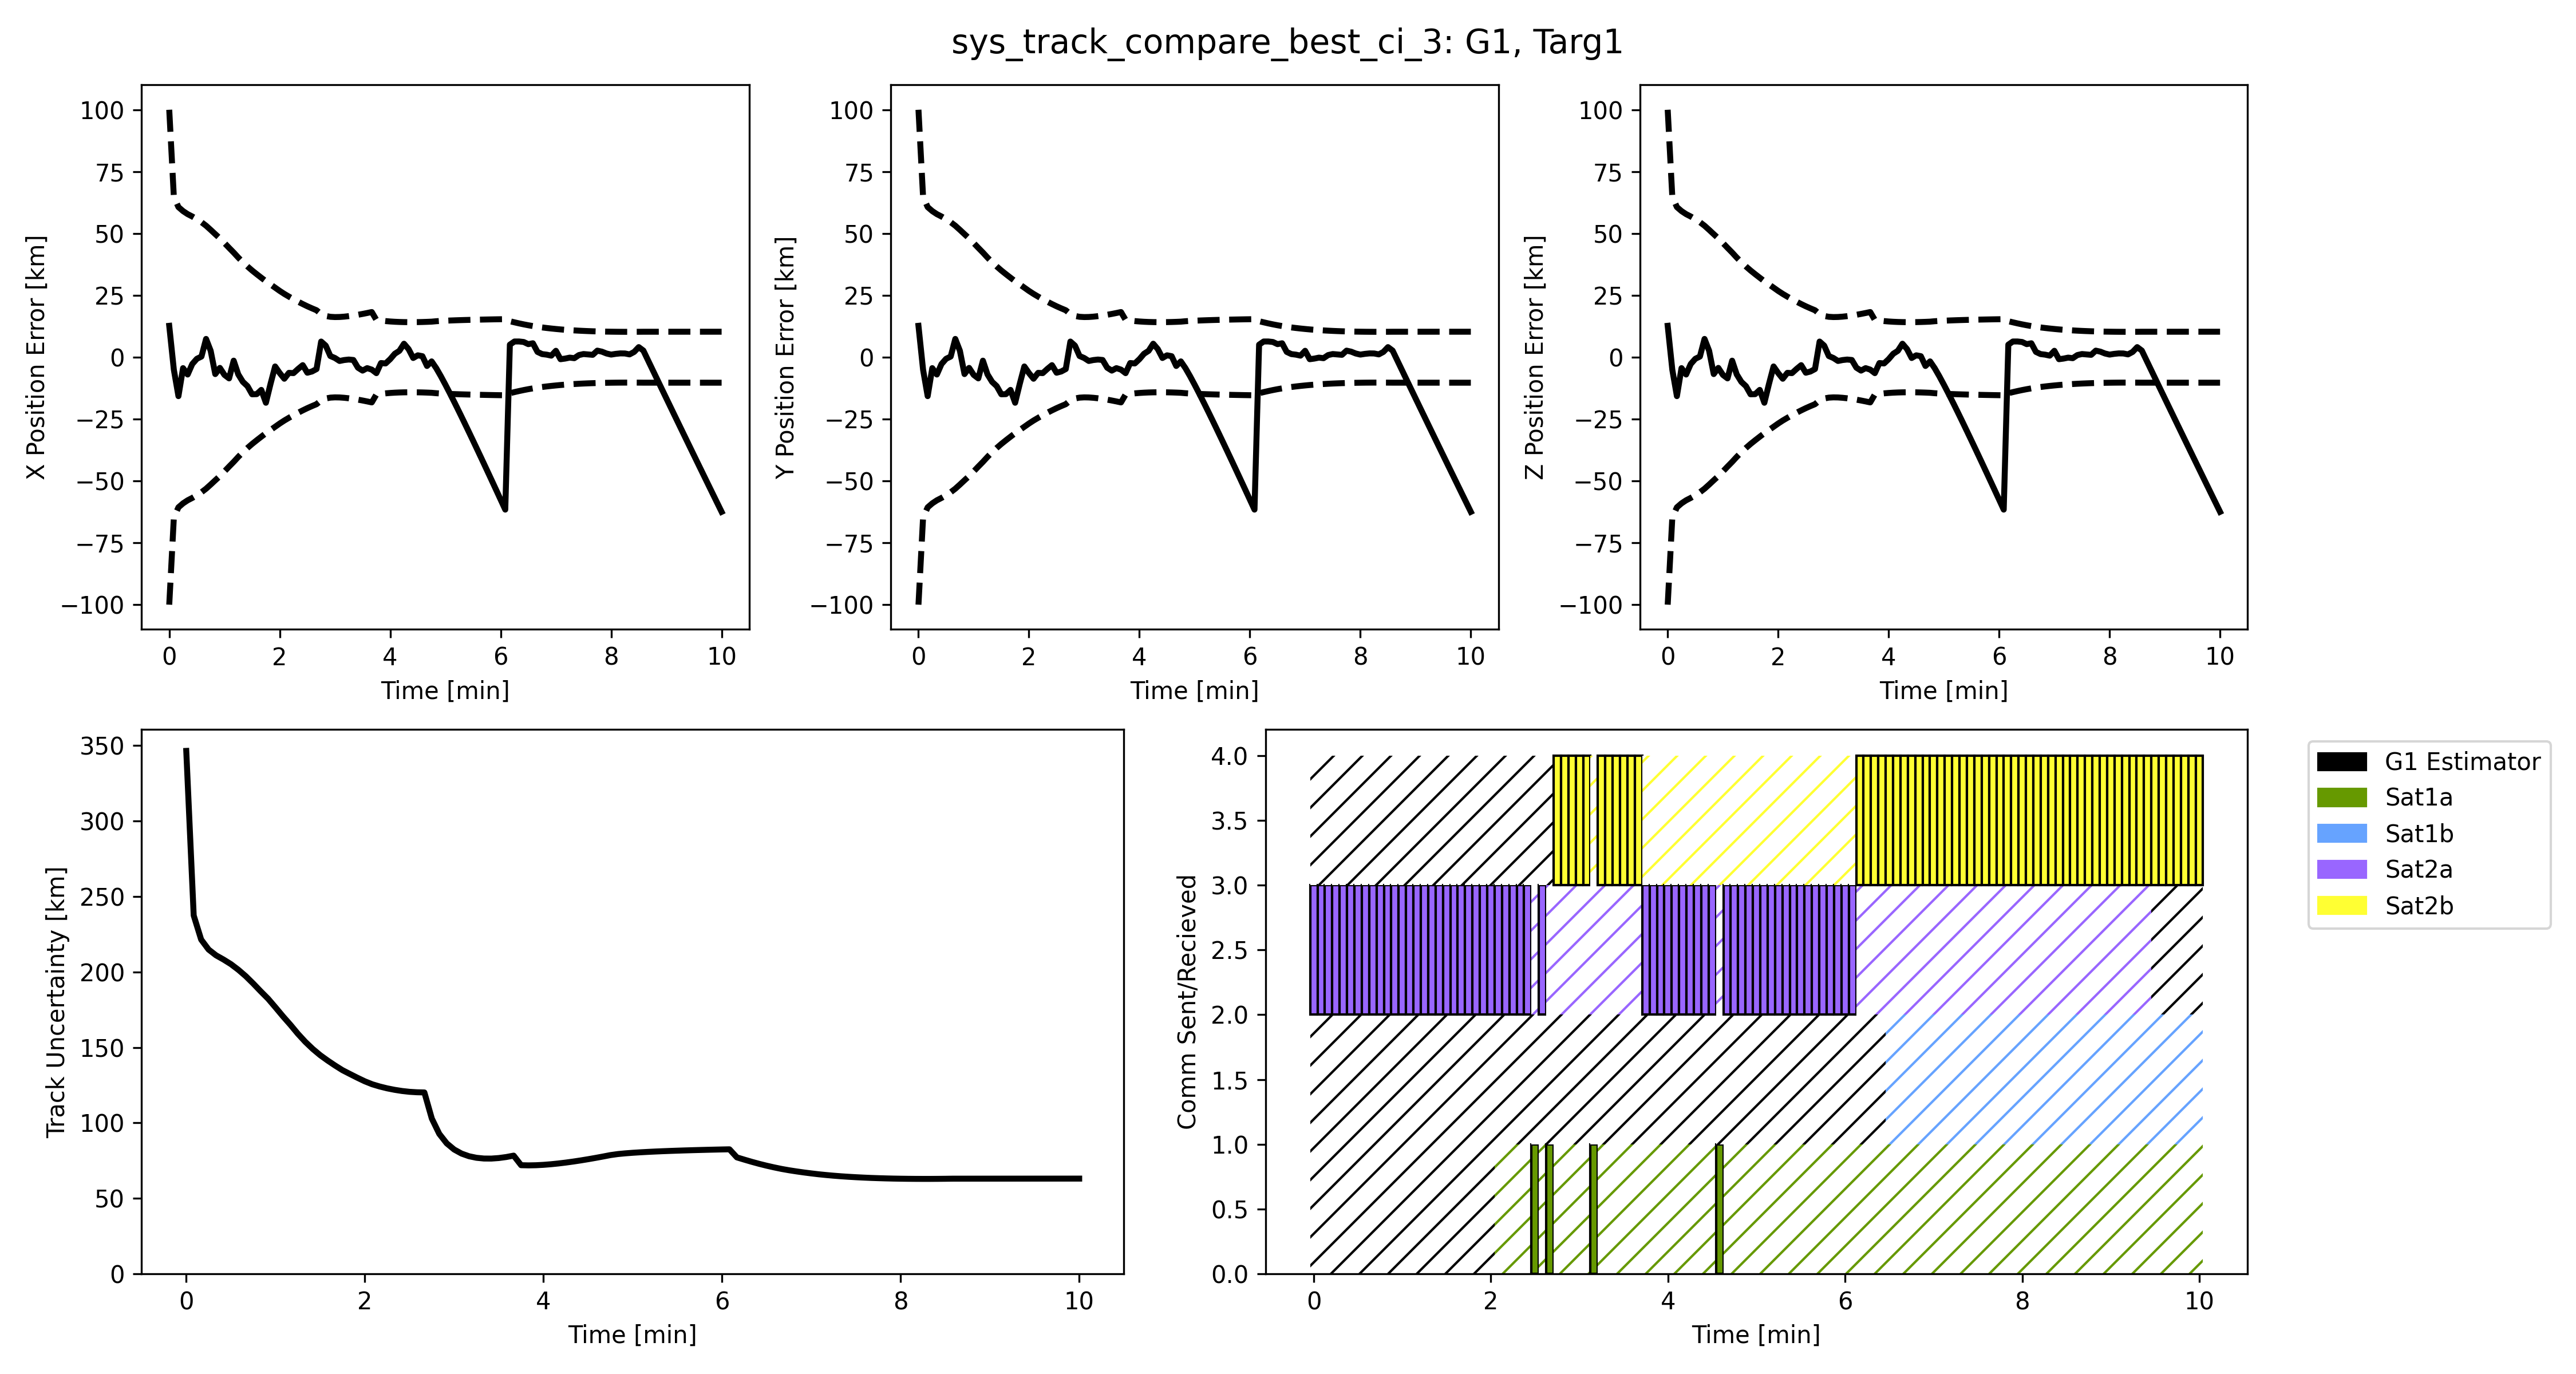 sys_track_compare_best_ci_3: G1, Targ1
X Position Error [km]
100
75
50
25
0
−25
−50
−75
−100
0 2 4 6 8 10
Time [min]
Y Position Error [km]
100
75
50
25
0
−25
−50
−75
−100
0 2 4 6 8 10
Time [min]
Z Position Error [km]
100
75
50
25
0
−25
−50
−75
−100
0 2 4 6 8 10
Time [min]
Track Uncertainty [km]
350
300
250
200
150
100
50
0
0 2 4 6 8 10
Time [min]
Comm Sent/Recieved
4.0
3.5
3.0
2.5
2.0
1.5
1.0
0.5
0.0
0 2 4 6 8 10
Time [min]
G1 Estimator
Sat1a
Sat1b
Sat2a
Sat2b